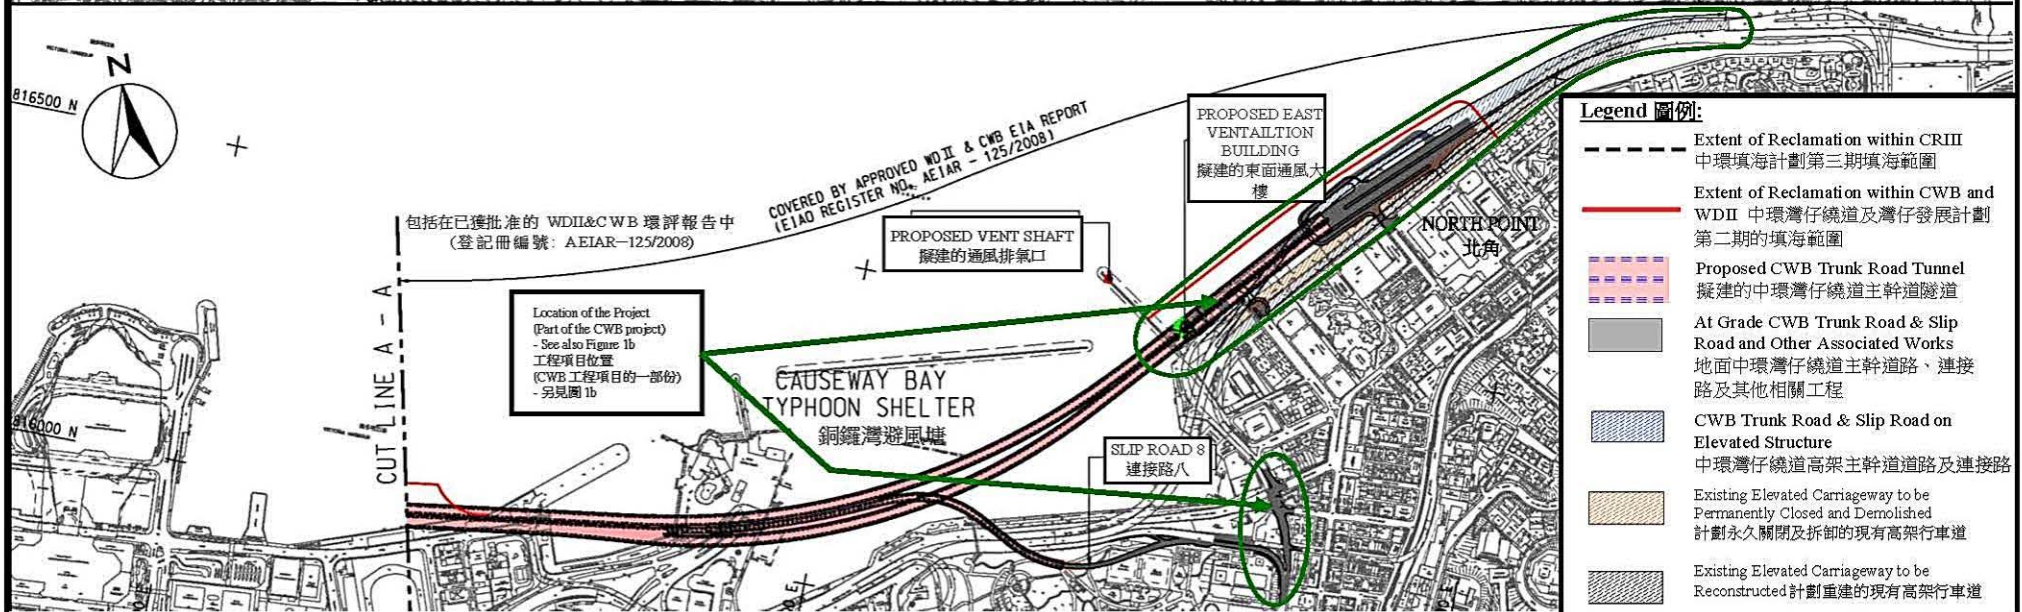 N
816500 N
包括在已獲批准的 WDII&CWB 環評報告中
(登記冊編號: AEIAR-125/2008)
COVERED BY APPROVED WDII & CWB EIA REPORT
(EIAO REGISTER NO. AEIAR - 125/2008)
PROPOSED EAST
VENTAILTION
BUILDING
擬建的東面通風大
樓
PROPOSED VENT SHAFT
擬建的通風排氣口
NORTH POINT
北角
Location of the Project
(Part of the CWB project)
- See also Figure 1b
工程項目位置
(CWB 工程項目的一部份)
- 另見圖 1b
CAUSEWAY BAY
TYPHOON SHELTER
銅鑼灣避風塘
816000 N
CUT LINE A - A
SLIP ROAD 8
連接路八
Legend 圖例:
Extent of Reclamation within CRIII
中環填海計劃第三期填海範圍
Extent of Reclamation within CWB and
WDII 中環灣仔繞道及灣仔發展計劃
第二期的填海範圍
Proposed CWB Trunk Road Tunnel
擬建的中環灣仔繞道主幹道隧道
At Grade CWB Trunk Road & Slip
Road and Other Associated Works
地面中環灣仔繞道主幹道路、連接
路及其他相關工程
CWB Trunk Road & Slip Road on
Elevated Structure
中環灣仔繞道高架主幹道道路及連接路
Existing Elevated Carriageway to be
Permanently Closed and Demolished
計劃永久關閉及拆卸的現有高架行車道
Existing Elevated Carriageway to be
Reconstructed 計劃重建的現有高架行車道